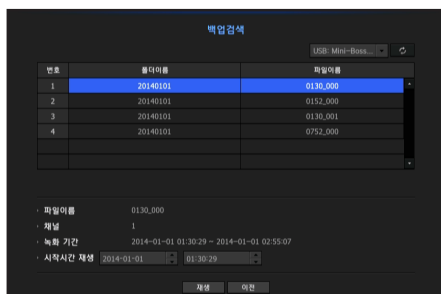 백업검색
USB: Mini-Boss...
번호 폴더이름 파일이름
1 20140101 0130_000
2 20140101 0152_000
3 20140101 0130_001
4 20140101 0752_000
· 파일이름 0130_000
· 채널 1
· 녹화 기간 2014-01-01 01:30:29 ~ 2014-01-01 02:55:07
· 시작시간 재생 2014-01-01 01:30:29
재생 이전